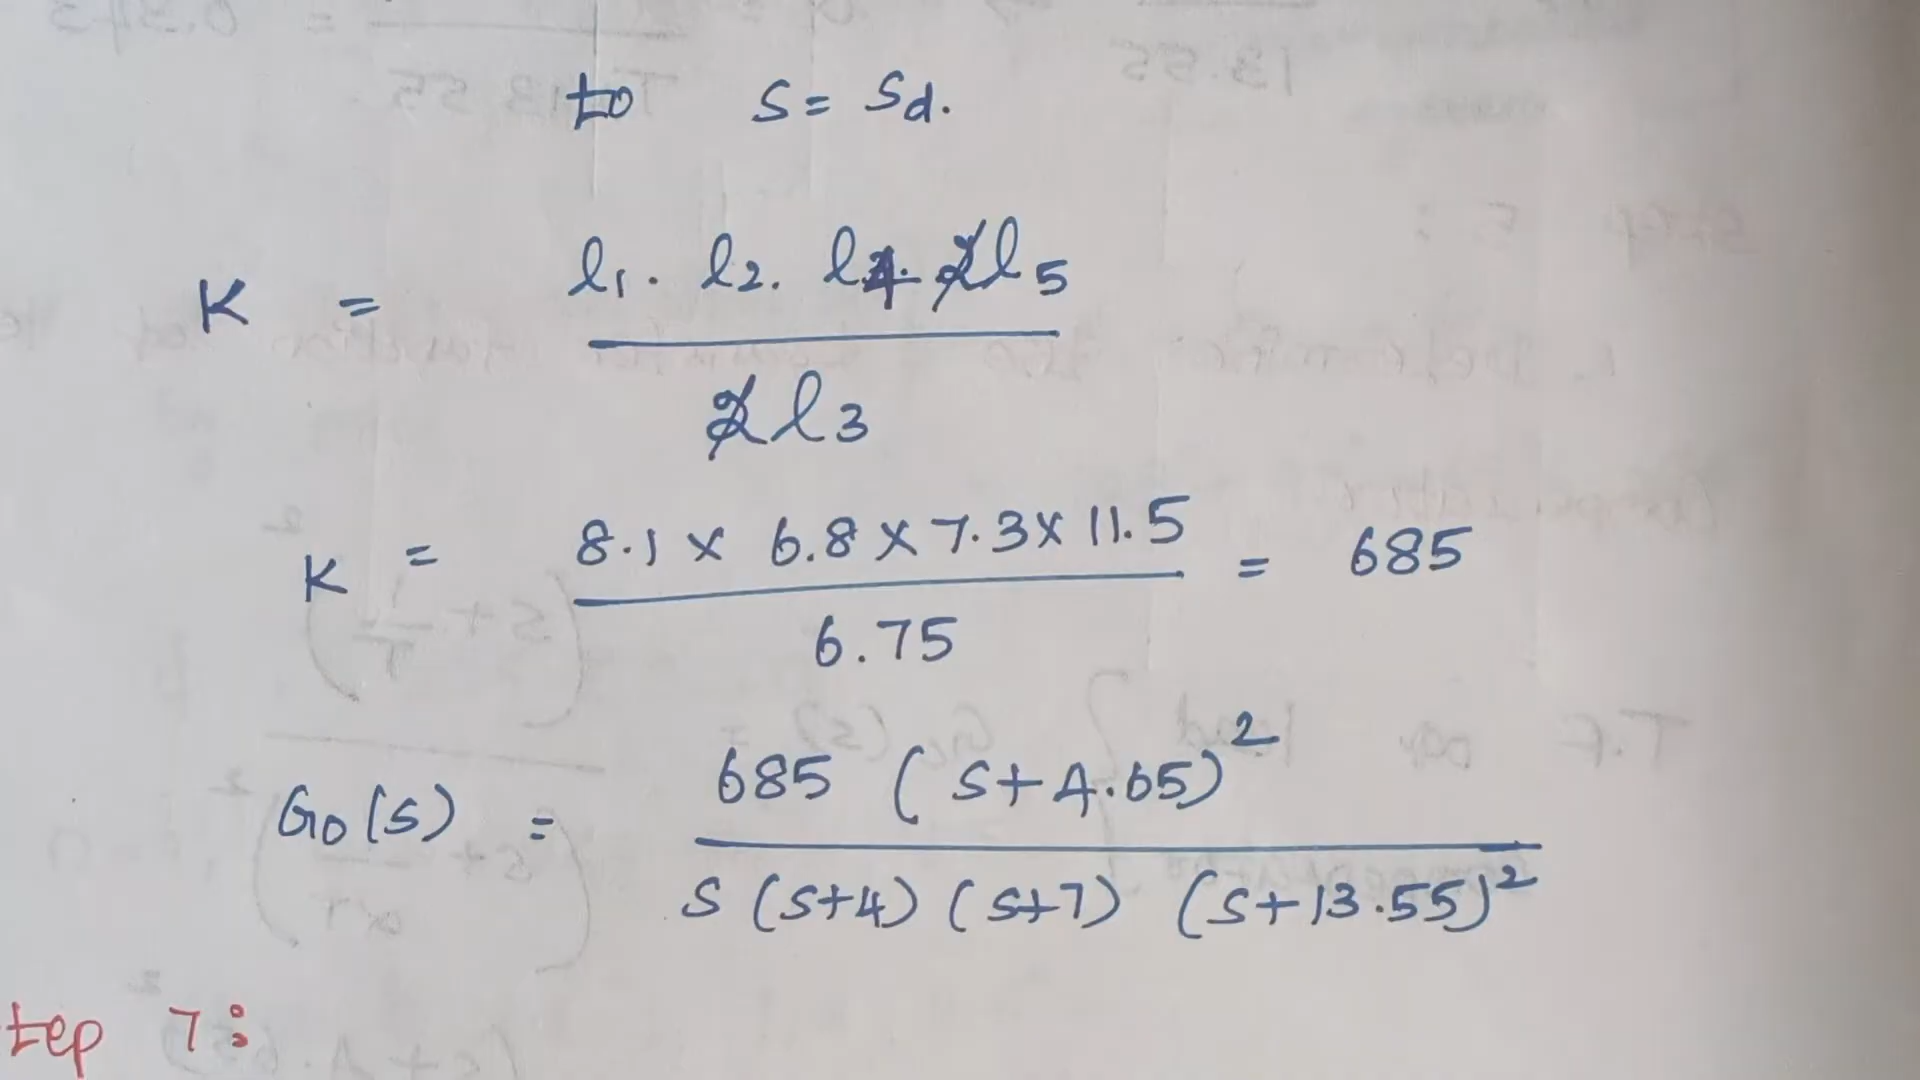 to S = Sd.
K = l1 . l2 . l4 . l5
l3
K = 8.1 x 6.8 x 7.3 x 11.5 = 685
6.75
G0(s) = 685 (s+4.65)²
s (s+4) (s+7) (s+13.55)²
tep 7: